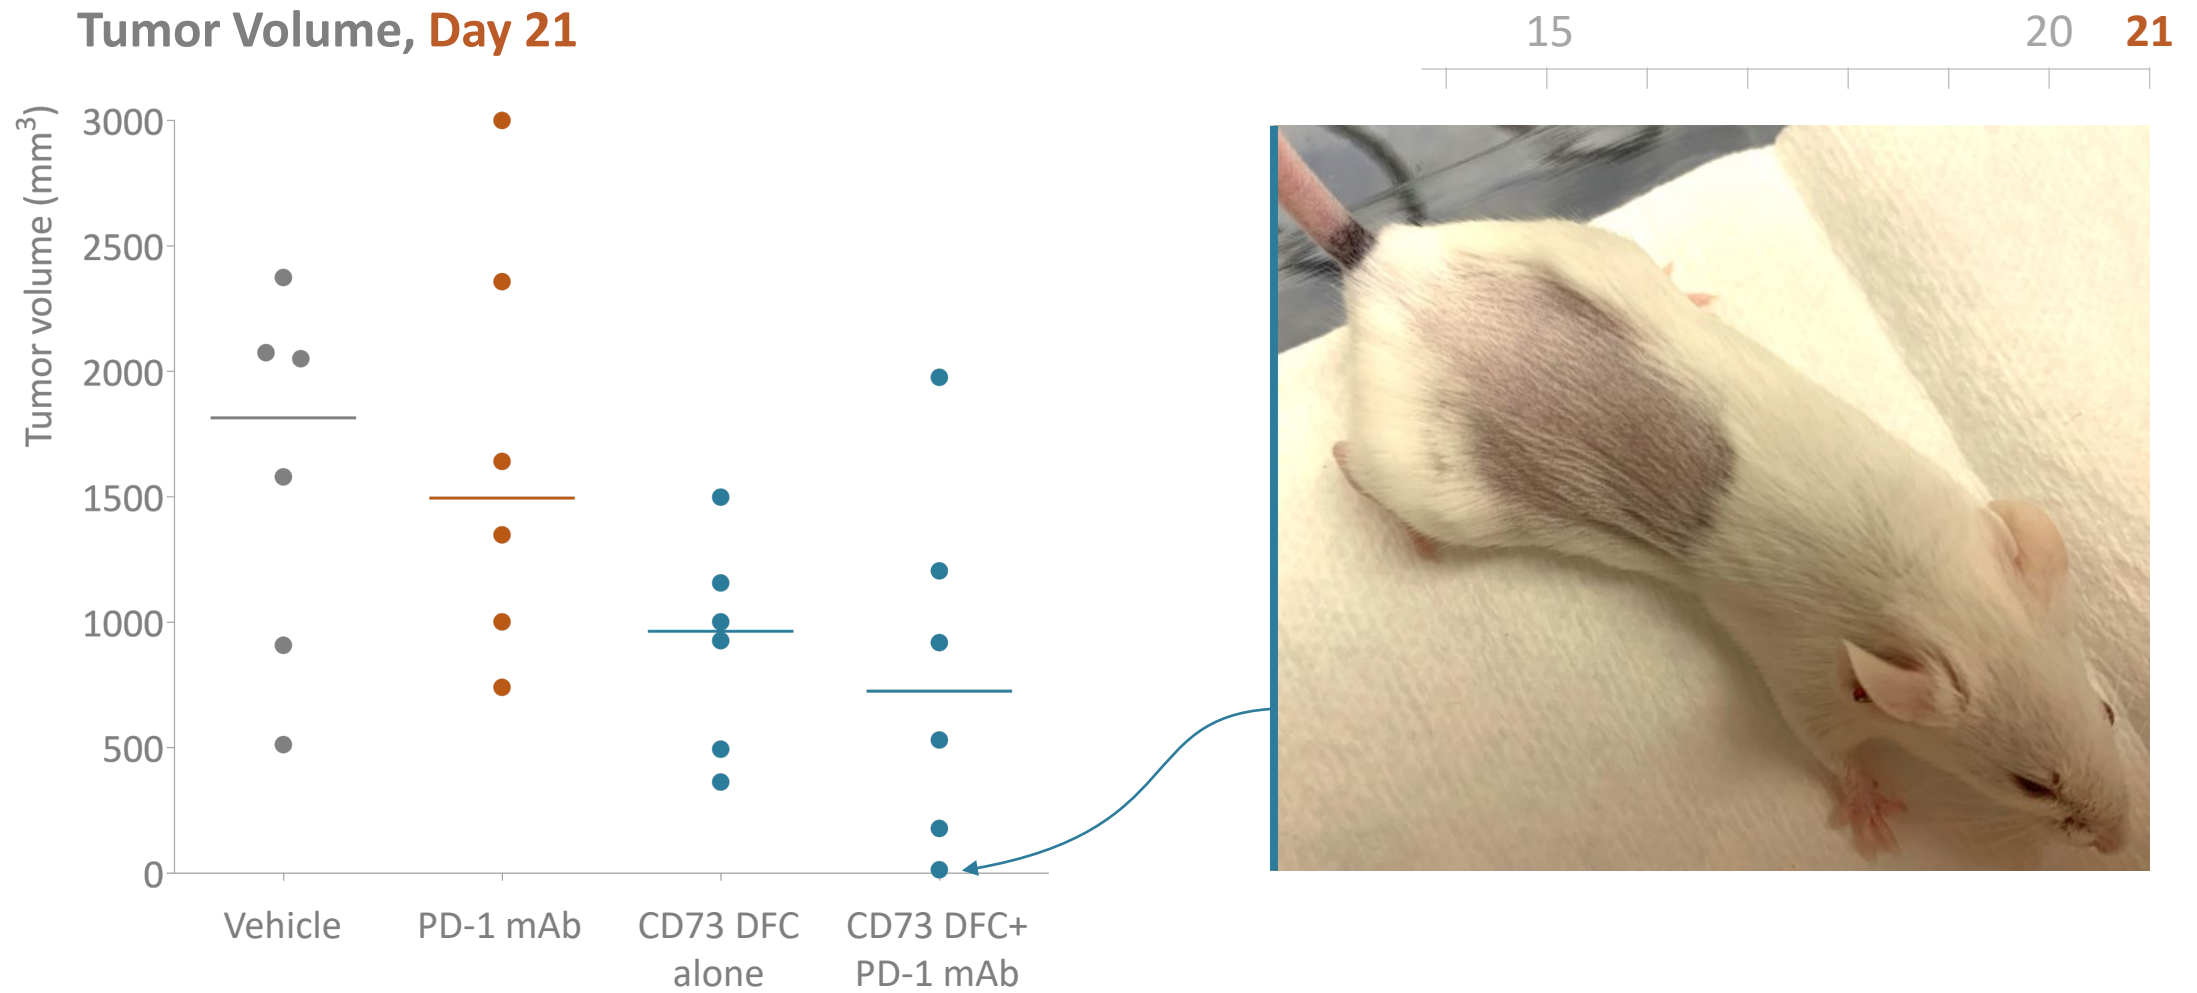 Tumor Volume, Day 21
15 20 21
Tumor volume (mm³)
3000
2500
2000
1500
1000
500
0
Vehicle
PD-1 mAb
CD73 DFC
alone
CD73 DFC+
PD-1 mAb